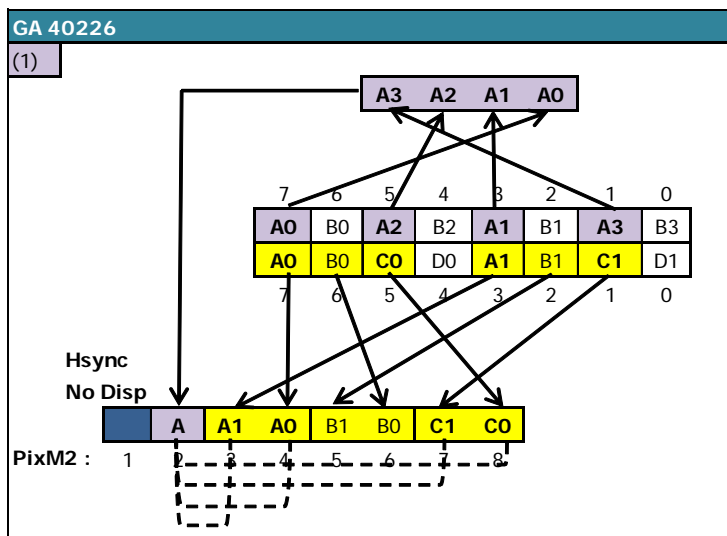 GA 40226
(1)
A3 A2 A1 A0
7 6 5 4 3 2 1 0
A0 B0 A2 B2 A1 B1 A3 B3
A0 B0 C0 D0 A1 B1 C1 D1
7 6 5 4 3 2 1 0
Hsync
No Disp
A A1 A0 B1 B0 C1 C0
PixM2 : 1 2 3 4 5 6 7 8